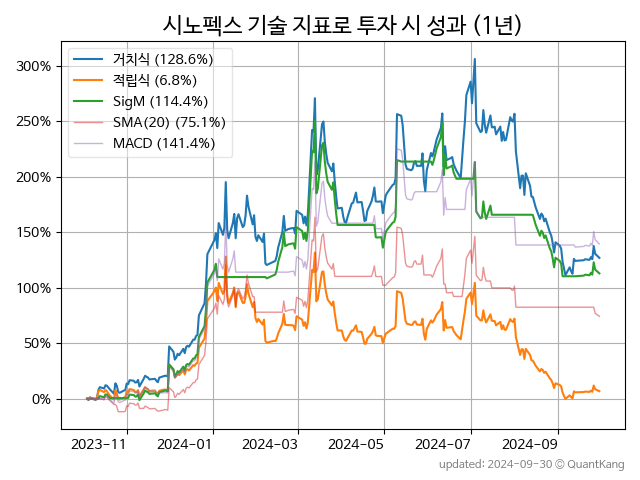 시노펙스 기술 지표로 투자 시 성과 (1년)
거치식 (128.6%)
적립식 (6.8%)
SigM (114.4%)
SMA(20) (75.1%)
MACD (141.4%)
300%
250%
200%
150%
100%
50%
0%
2023-11 2024-01 2024-03 2024-05 2024-07 2024-09
updated: 2024-09-30 © QuantKang